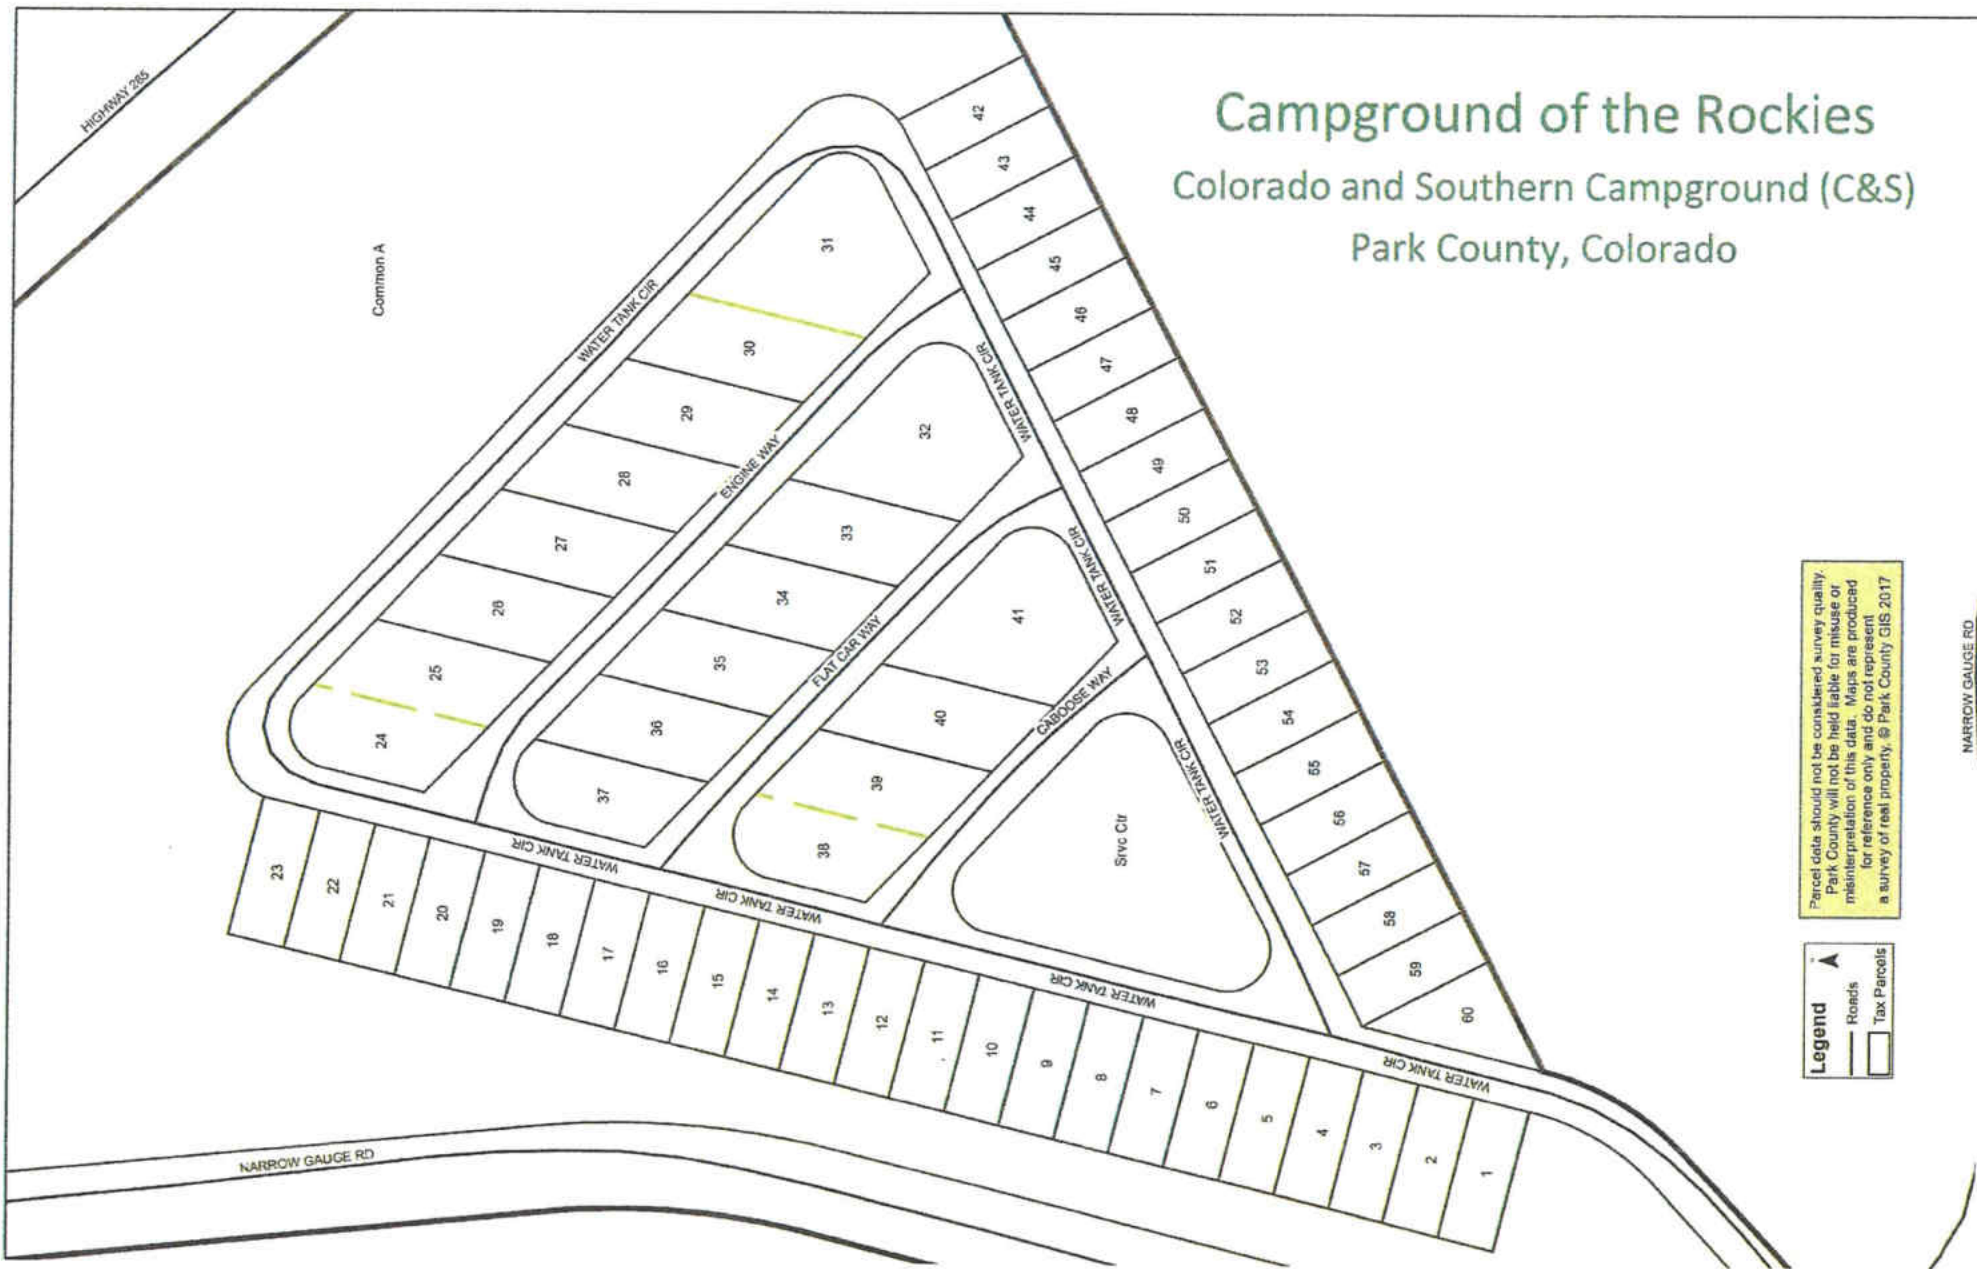 Campground of the Rockies
Colorado and Southern Campground (C&S)
Park County, Colorado
HIGHWAY 285
Common A
WATER TANK CIR
31
30
29
28
27
26
25
24
ENGINE WAY
32
33
34
35
36
37
FLAT CAR WAY
41
40
39
38
CABOOSE WAY
Srvc Ctr
WATER TANK CIR
WATER TANK CIR
WATER TANK CIR
42
43
44
45
46
47
48
49
50
51
52
53
54
55
56
57
58
59
60
WATER TANK CIR
WATER TANK CIR
WATER TANK CIR
WATER TANK CIR
23
22
21
20
19
18
17
16
15
14
13
12
11
10
9
8
7
6
5
4
3
2
1
NARROW GAUGE RD
Parcel data should not be considered survey quality.
Park County will not be held liable for misuse or
misinterpretation of this data. Maps are produced
for reference only and do not represent
a survey of real property. © Park County GIS 2017
Legend
Roads
Tax Parcels
NARROW GAUGE RD